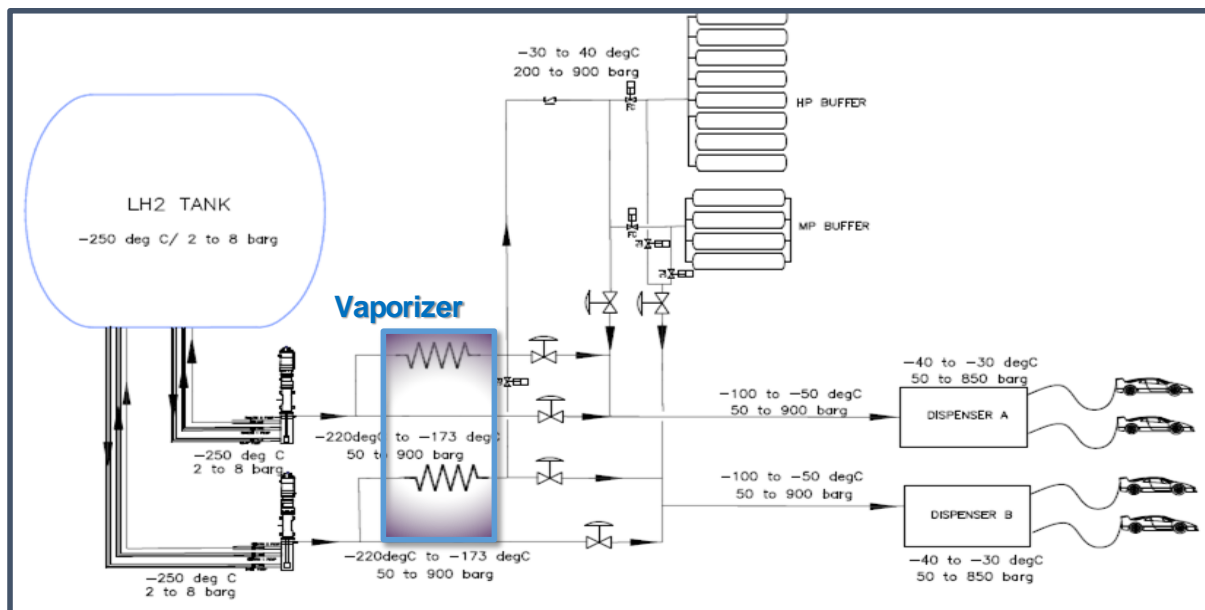 -30 to 40 degC
200 to 900 barg
HP BUFFER
LH2 TANK
-250 deg C/ 2 to 8 barg
MP BUFFER
Vaporizer
-40 to -30 degC
50 to 850 barg
-100 to -50 degC
50 to 900 barg
DISPENSER A
-220degC to -173 degC
50 to 900 barg
-250 deg C
2 to 8 barg
-100 to -50 degC
50 to 900 barg
DISPENSER B
-220degC to -173 degC
50 to 900 barg
-40 to -30 degC
50 to 850 barg
-250 deg C
2 to 8 barg